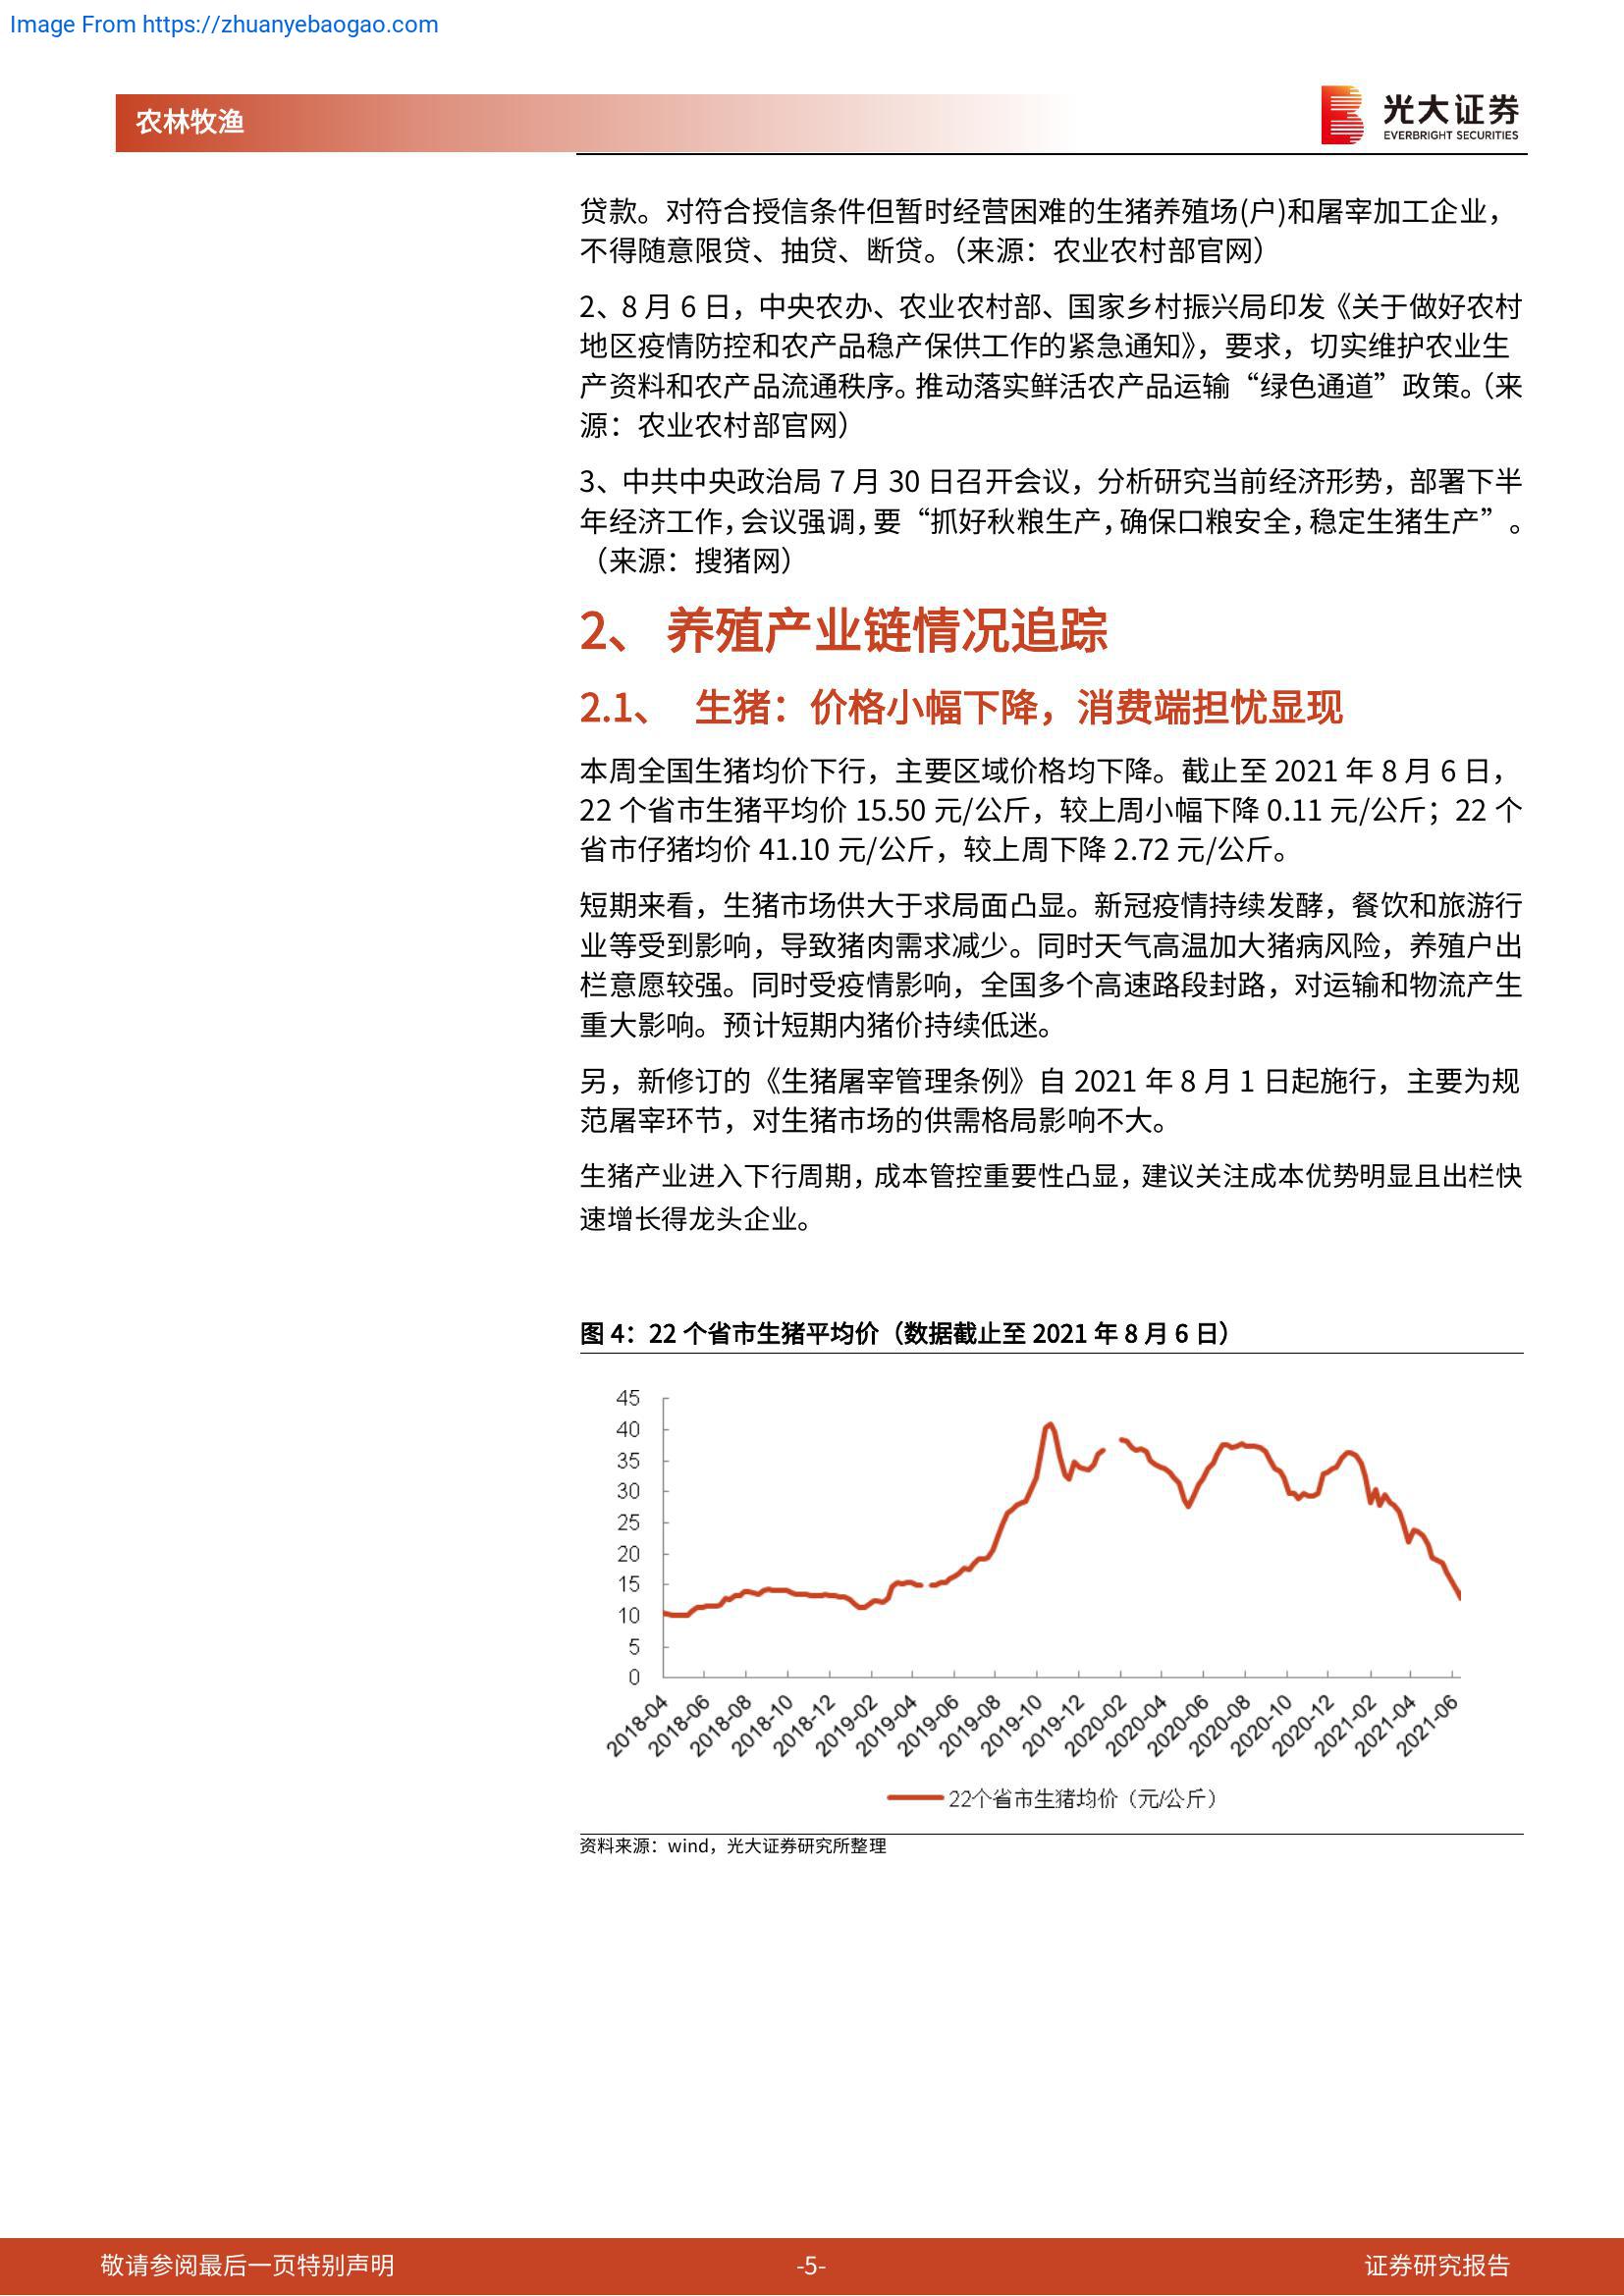 Image From https://zhuanyebaogao.com
农林牧渔
光大证券
EVERBRIGHT SECURITIES
贷款。对符合授信条件但暂时经营困难的生猪养殖场(户)和屠宰加工企业，
不得随意限贷、抽贷、断贷。（来源：农业农村部官网）
2、8 月 6 日，中央农办、农业农村部、国家乡村振兴局印发《关于做好农村
地区疫情防控和农产品稳产保供工作的紧急通知》，要求，切实维护农业生
产资料和农产品流通秩序。推动落实鲜活农产品运输“绿色通道”政策。（来
源：农业农村部官网）
3、中共中央政治局 7 月 30 日召开会议，分析研究当前经济形势，部署下半
年经济工作，会议强调，要“抓好秋粮生产，确保口粮安全，稳定生猪生产”。
（来源：搜猪网）
2、 养殖产业链情况追踪
2.1、 生猪：价格小幅下降，消费端担忧显现
本周全国生猪均价下行，主要区域价格均下降。截止至 2021 年 8 月 6 日，
22 个省市生猪平均价 15.50 元/公斤，较上周小幅下降 0.11 元/公斤；22 个
省市仔猪均价 41.10 元/公斤，较上周下降 2.72 元/公斤。
短期来看，生猪市场供大于求局面凸显。新冠疫情持续发酵，餐饮和旅游行
业等受到影响，导致猪肉需求减少。同时天气高温加大猪病风险，养殖户出
栏意愿较强。同时受疫情影响，全国多个高速路段封路，对运输和物流产生
重大影响。预计短期内猪价持续低迷。
另，新修订的《生猪屠宰管理条例》自 2021 年 8 月 1 日起施行，主要为规
范屠宰环节，对生猪市场的供需格局影响不大。
生猪产业进入下行周期，成本管控重要性凸显，建议关注成本优势明显且出栏快
速增长得龙头企业。
图 4：22 个省市生猪平均价（数据截止至 2021 年 8 月 6 日）
45
40
35
30
25
20
15
10
5
0
2018-04
2018-06
2018-08
2018-10
2018-12
2019-02
2019-04
2019-06
2019-08
2019-10
2019-12
2020-02
2020-04
2020-06
2020-08
2020-10
2020-12
2021-02
2021-04
2021-06
22个省市生猪均价（元/公斤）
资料来源：wind，光大证券研究所整理
敬请参阅最后一页特别声明
-5-
证券研究报告